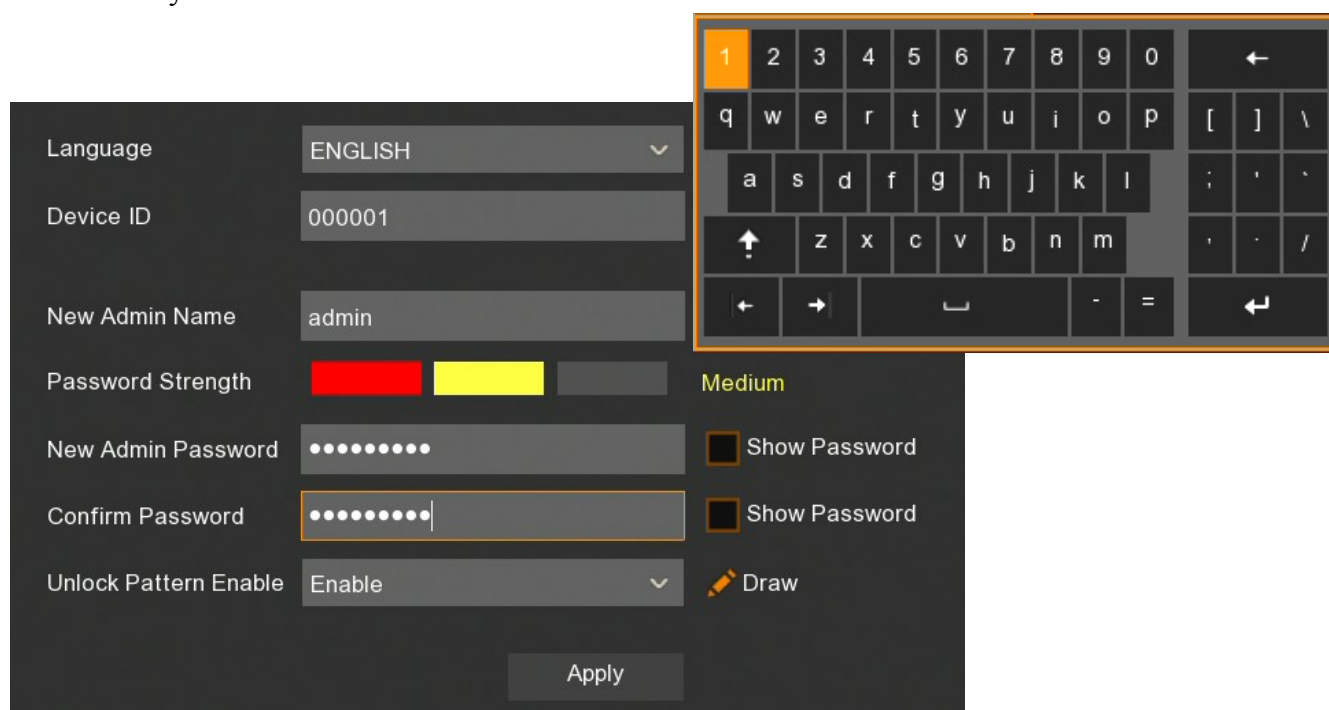 1 2 3 4 5 6 7 8 9 0
q w e r t y u i o p [ ] \
a s d f g h j k l ; ' `
z x c v b n m , . /
- =
Language ENGLISH
Device ID 000001
New Admin Name admin
Password Strength Medium
New Admin Password ●●●●●●●●● Show Password
Confirm Password ●●●●●●●●● Show Password
Unlock Pattern Enable Enable Draw
Apply